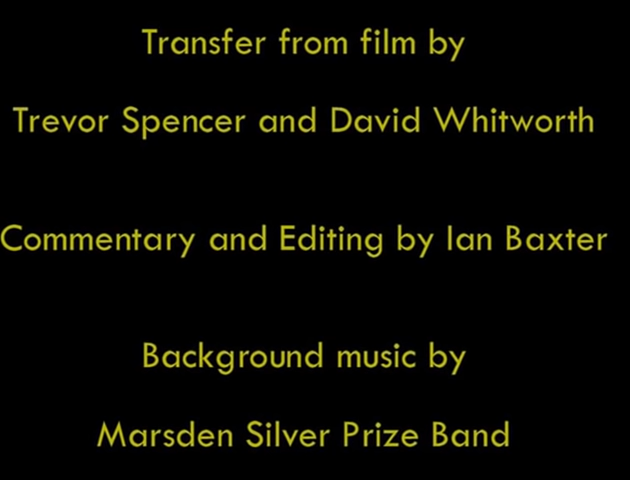 Transfer from film by
Trevor Spencer and David Whitworth
Commentary and Editing by Ian Baxter
Background music by
Marsden Silver Prize Band